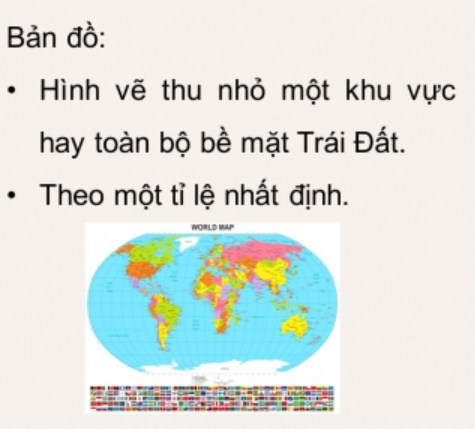 Bản đồ:
• Hình vẽ thu nhỏ một khu vực
hay toàn bộ bề mặt Trái Đất.
• Theo một tỉ lệ nhất định.
WORLD MAP